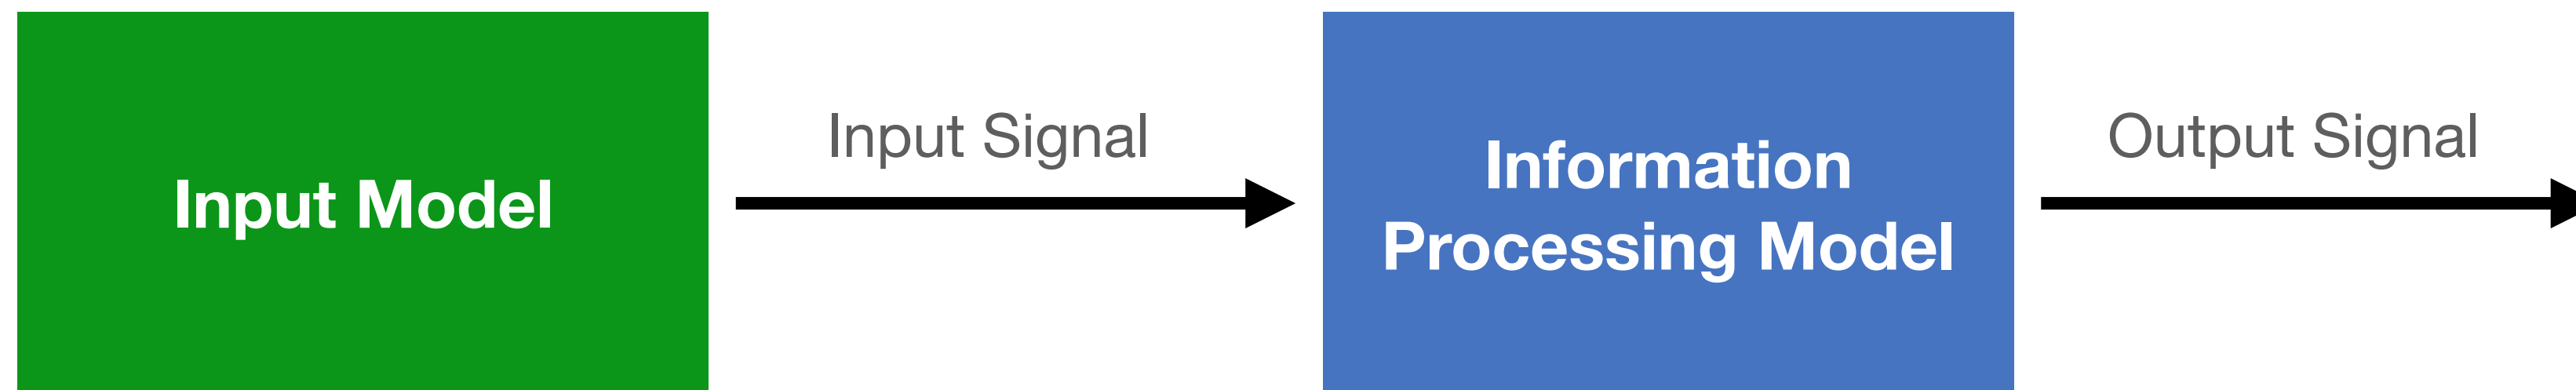 Input Model
Input Signal
Information
Processing Model
Output Signal